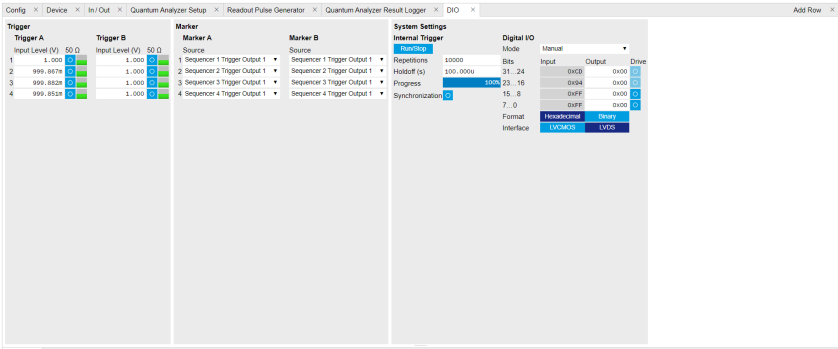 Config × Device × In / Out × Quantum Analyzer Setup × Readout Pulse Generator × Quantum Analyzer Result Logger × DIO × Add Row ×
Trigger
Trigger A Trigger B
Input Level (V) 50 Ω Input Level (V) 50 Ω
1 1.000 1.000
2 999.867m 1.000
3 999.882m 1.000
4 999.851m 1.000
Marker
Marker A Marker B
Source Source
1 Sequencer 1 Trigger Output 1 Sequencer 1 Trigger Output 1
2 Sequencer 2 Trigger Output 1 Sequencer 2 Trigger Output 1
3 Sequencer 3 Trigger Output 1 Sequencer 3 Trigger Output 1
4 Sequencer 4 Trigger Output 1 Sequencer 4 Trigger Output 1
System Settings
Internal Trigger
Run/Stop
Repetitions 10000
Holdoff (s) 100.000u
Progress 100%
Synchronization
Digital I/O
Mode Manual
Bits Input Output Drive
31...24 0xCD 0x00
23...16 0x94 0x00
15...8 0xFF 0x00
7...0 0xFF 0x00
Format Hexadecimal Binary
Interface LVCMOS LVDS